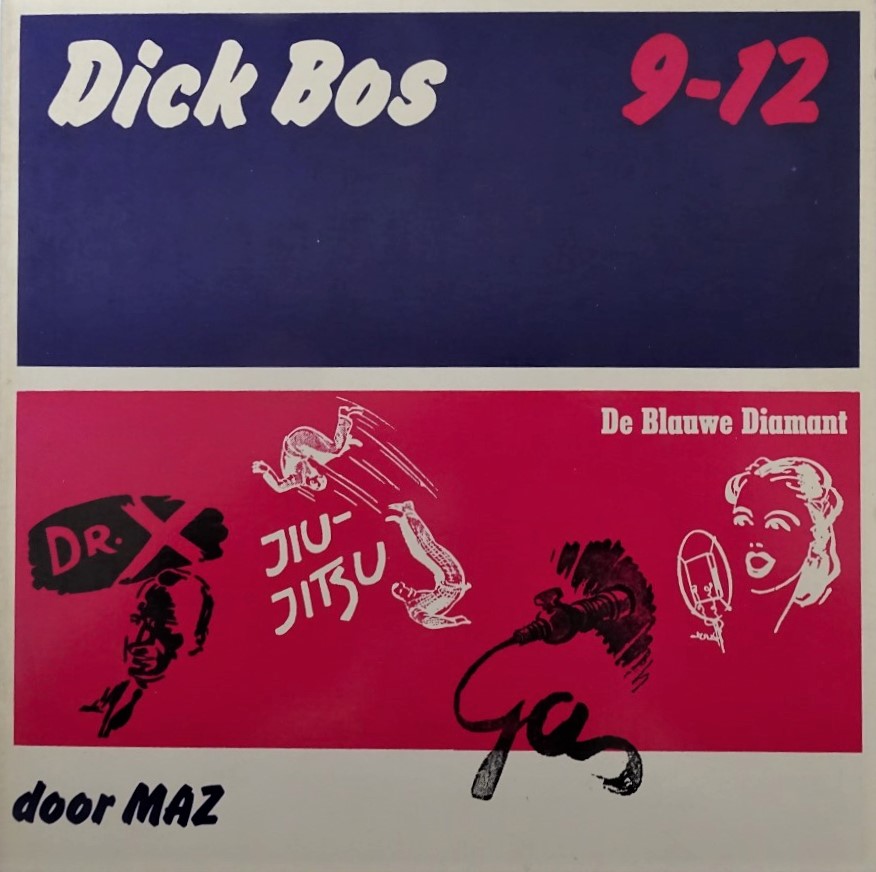 Dick Bos 9-12
De Blauwe Diamant
DR. X
JIU-
JITSU
Gas
door MAZ